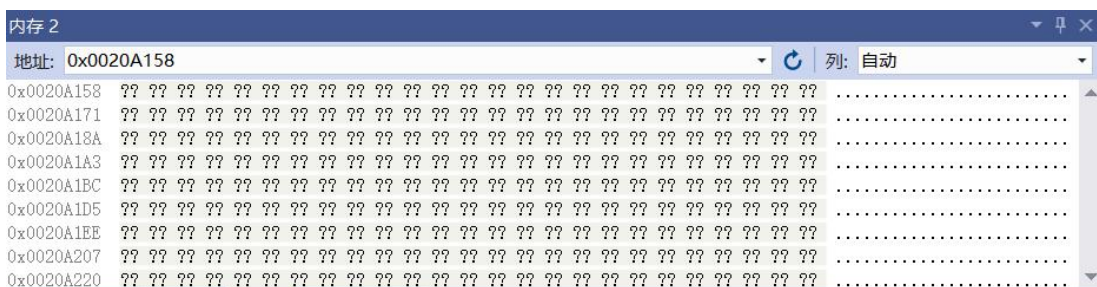 内存 2
地址: 0x0020A158 列: 自动
0x0020A158 ?? ?? ?? ?? ?? ?? ?? ?? ?? ?? ?? ?? ?? ?? ?? ?? ?? ?? ?? ?? ?? ?? ?? ?? ?? .........................
0x0020A171 ?? ?? ?? ?? ?? ?? ?? ?? ?? ?? ?? ?? ?? ?? ?? ?? ?? ?? ?? ?? ?? ?? ?? ?? ?? .........................
0x0020A18A ?? ?? ?? ?? ?? ?? ?? ?? ?? ?? ?? ?? ?? ?? ?? ?? ?? ?? ?? ?? ?? ?? ?? ?? ?? .........................
0x0020A1A3 ?? ?? ?? ?? ?? ?? ?? ?? ?? ?? ?? ?? ?? ?? ?? ?? ?? ?? ?? ?? ?? ?? ?? ?? ?? .........................
0x0020A1BC ?? ?? ?? ?? ?? ?? ?? ?? ?? ?? ?? ?? ?? ?? ?? ?? ?? ?? ?? ?? ?? ?? ?? ?? ?? .........................
0x0020A1D5 ?? ?? ?? ?? ?? ?? ?? ?? ?? ?? ?? ?? ?? ?? ?? ?? ?? ?? ?? ?? ?? ?? ?? ?? ?? .........................
0x0020A1EE ?? ?? ?? ?? ?? ?? ?? ?? ?? ?? ?? ?? ?? ?? ?? ?? ?? ?? ?? ?? ?? ?? ?? ?? ?? .........................
0x0020A207 ?? ?? ?? ?? ?? ?? ?? ?? ?? ?? ?? ?? ?? ?? ?? ?? ?? ?? ?? ?? ?? ?? ?? ?? ?? .........................
0x0020A220 ?? ?? ?? ?? ?? ?? ?? ?? ?? ?? ?? ?? ?? ?? ?? ?? ?? ?? ?? ?? ?? ?? ?? ?? ?? .........................